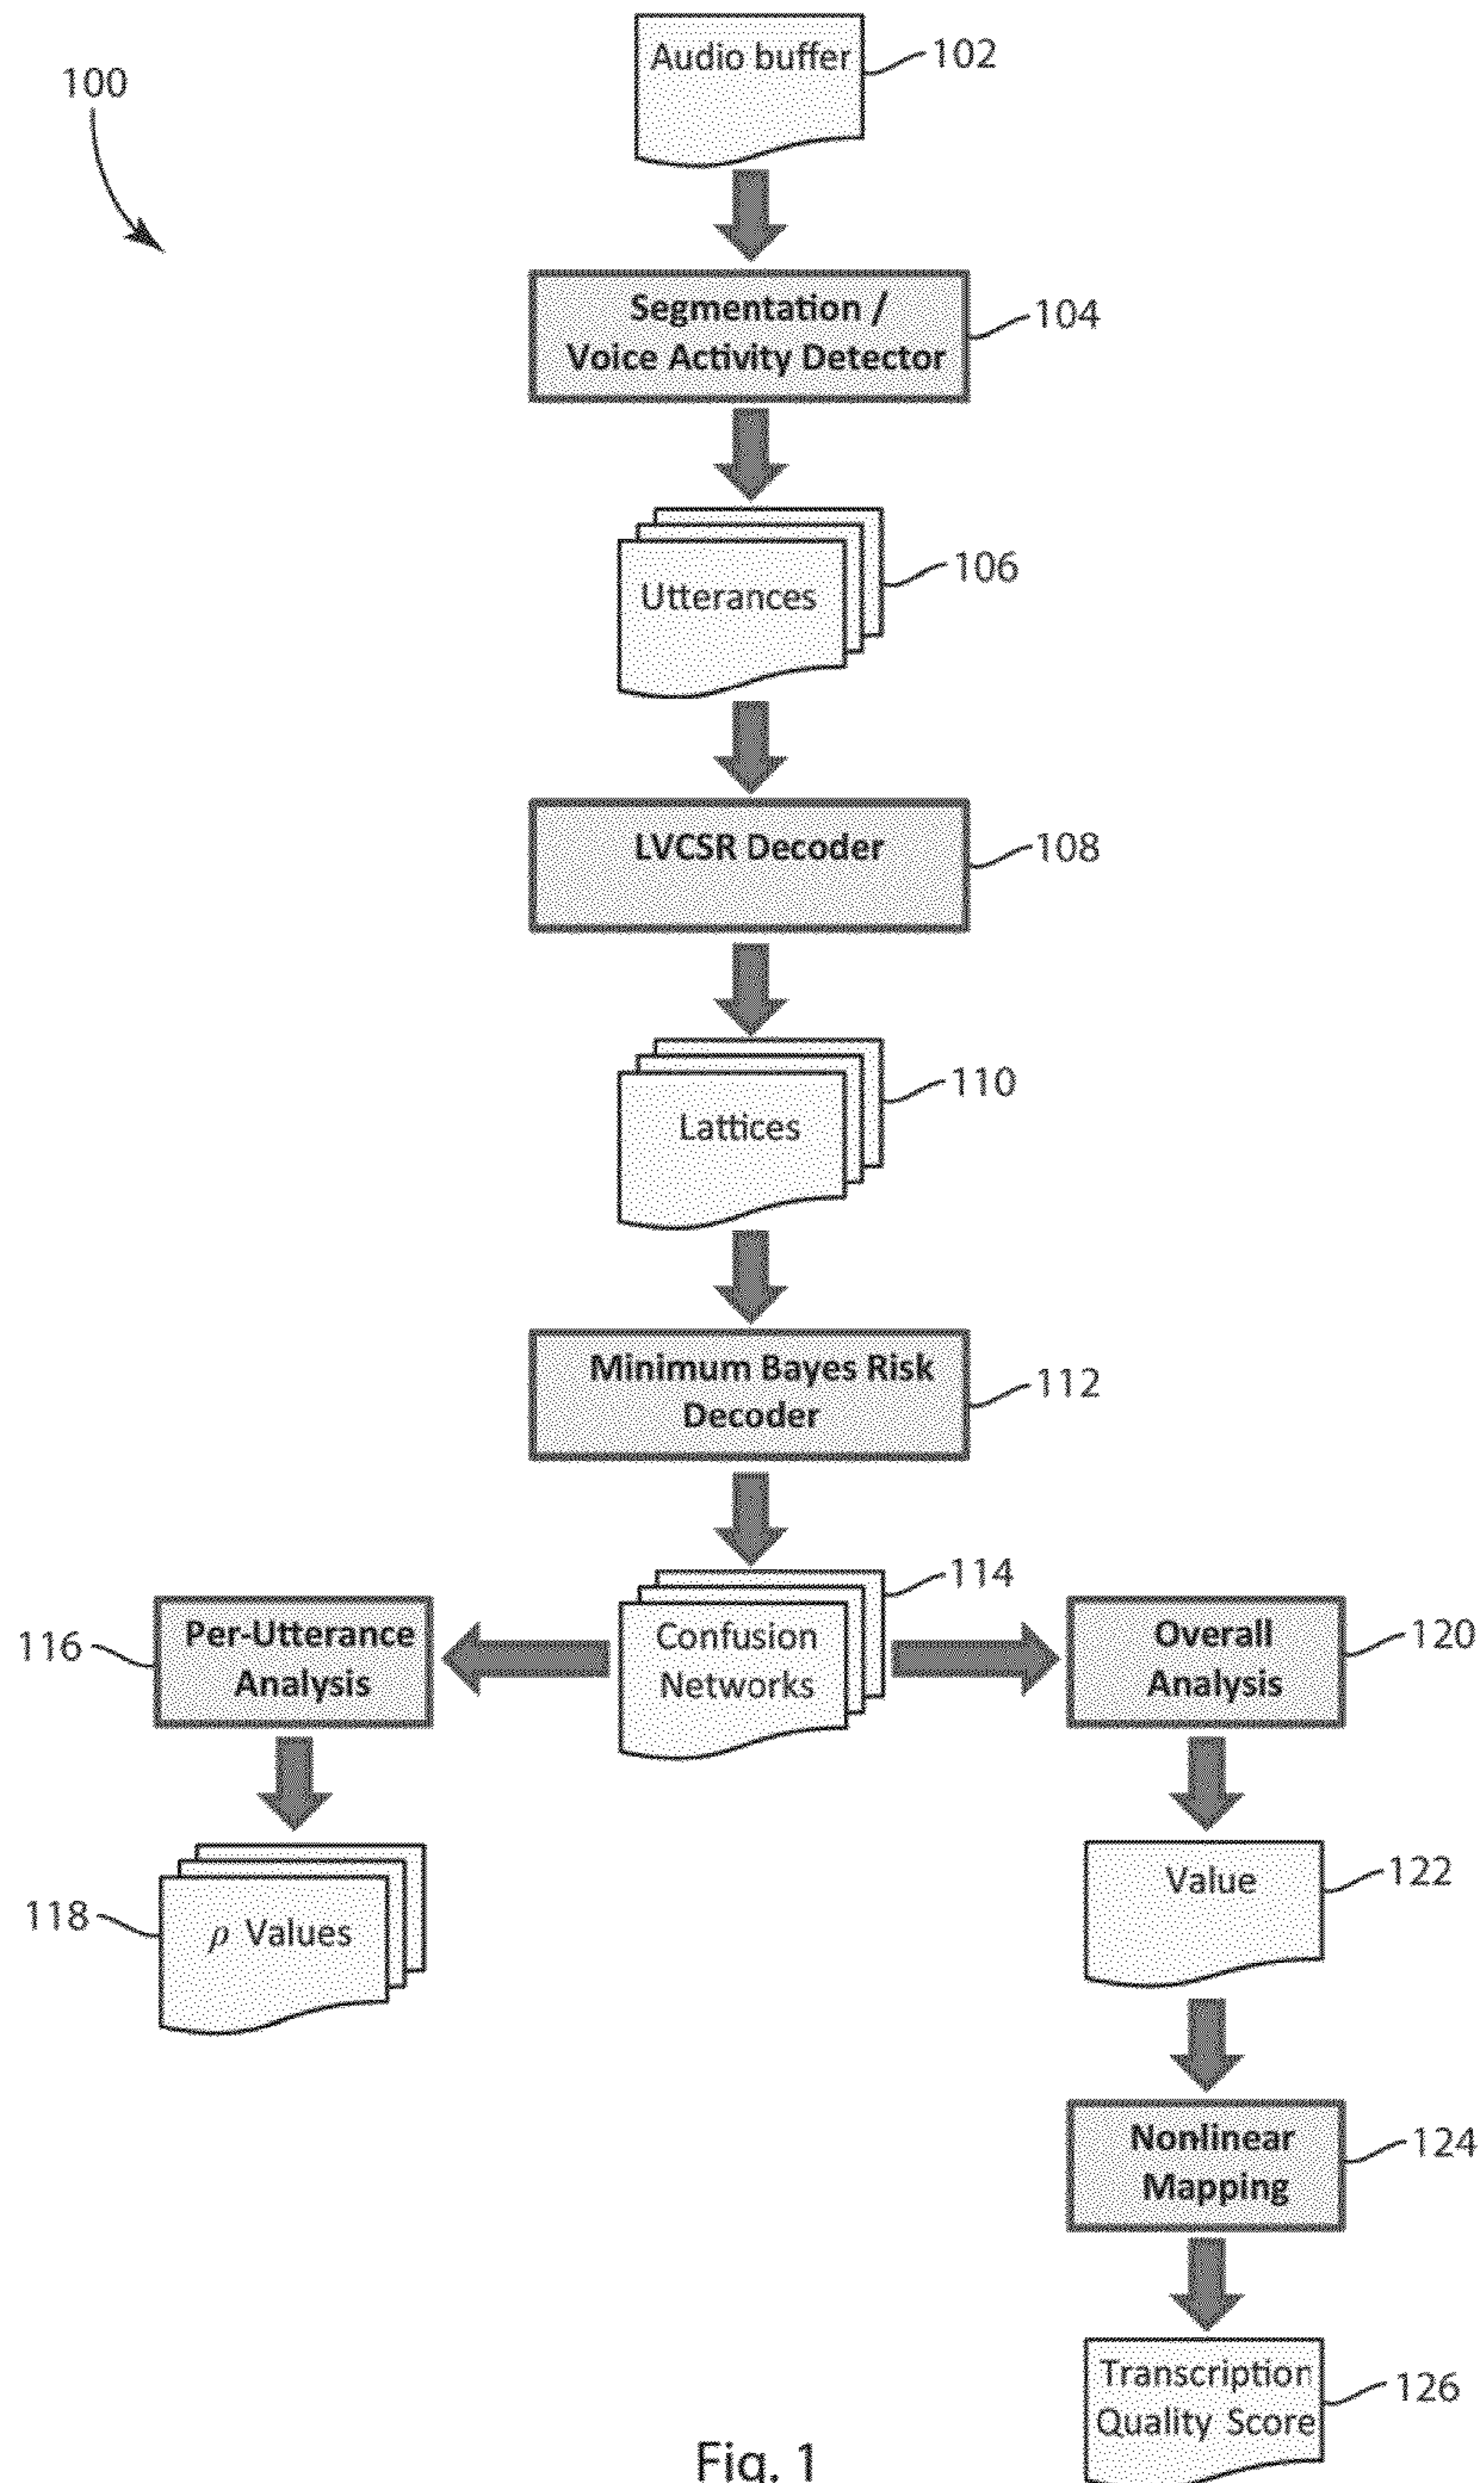 100
Audio buffer
102
Segmentation /
Voice Activity Detector
104
Utterances
106
LVCSR Decoder
108
Lattices
110
Minimum Bayes Risk
Decoder
112
Confusion
Networks
114
116
Per-Utterance
Analysis
Overall
Analysis
120
118
ρ Values
Value
122
Nonlinear
Mapping
124
Transcription
Quality Score
126
Fig. 1